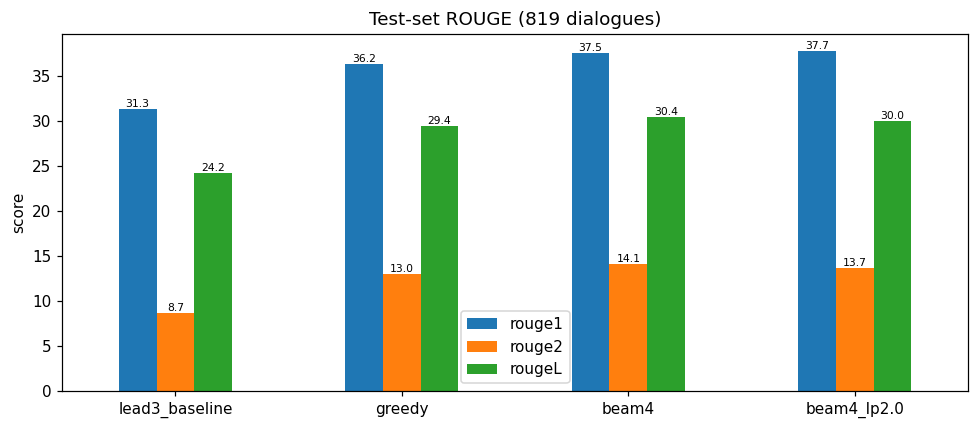 Test-set ROUGE (819 dialogues)
score
35
30
25
20
15
10
5
0
31.3
8.7
24.2
36.2
13.0
29.4
37.5
14.1
30.4
37.7
13.7
30.0
rouge1
rouge2
rougeL
lead3_baseline
greedy
beam4
beam4_lp2.0